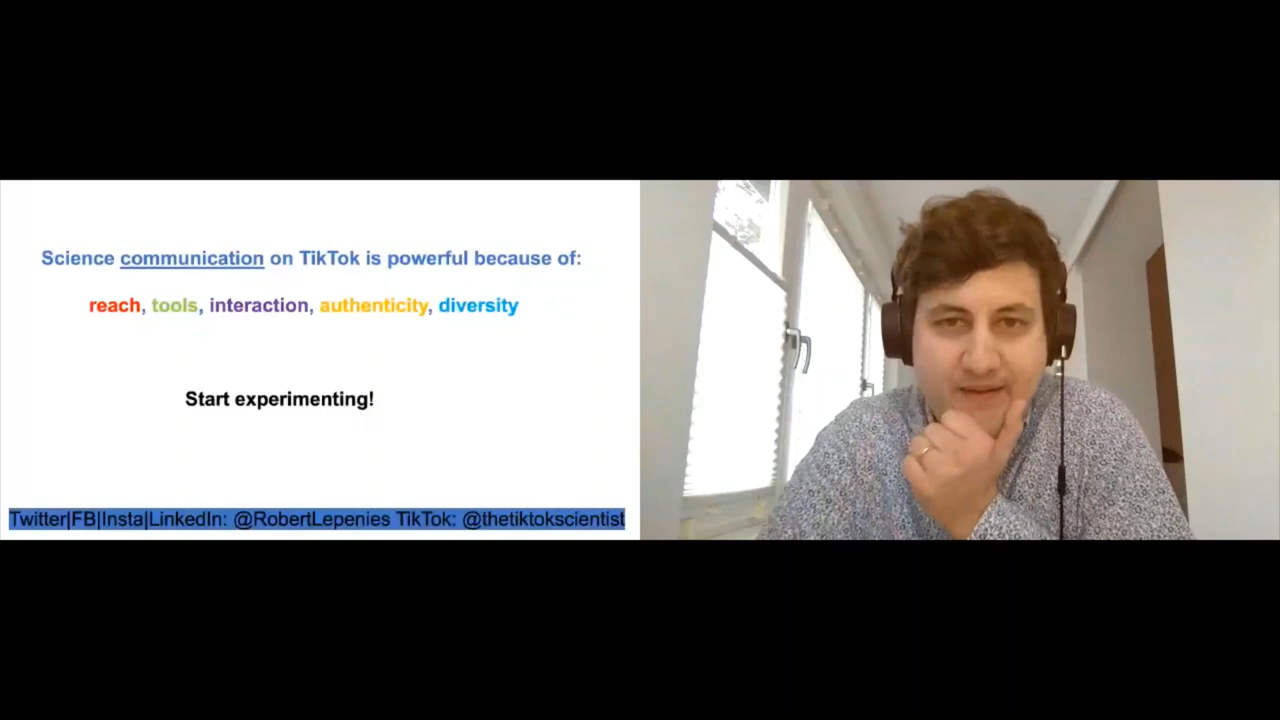 Science communication on TikTok is powerful because of:
reach, tools, interaction, authenticity, diversity
Start experimenting!
Twitter|FB|Insta|LinkedIn: @RobertLepenies TikTok: @thetiktokscientist